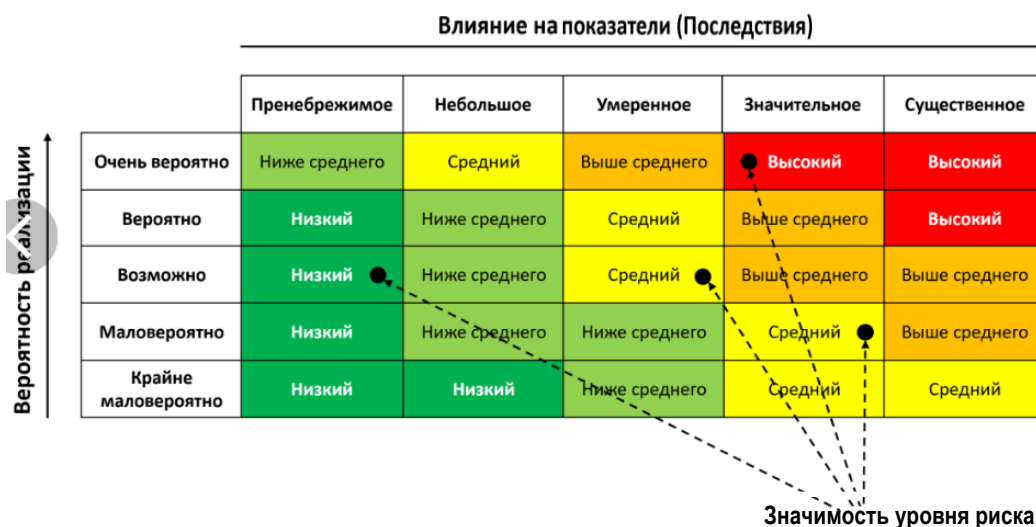 Влияние на показатели (Последствия)
Пренебрежимое Небольшое Умеренное Значительное Существенное
Вероятность реализации
Очень вероятно Ниже среднего Средний Выше среднего Высокий Высокий
Вероятно Низкий Ниже среднего Средний Выше среднего Высокий
Возможно Низкий Ниже среднего Средний Выше среднего Выше среднего
Маловероятно Низкий Ниже среднего Ниже среднего Средний Выше среднего
Крайне
маловероятно Низкий Низкий Ниже среднего Средний Средний
Значимость уровня риска